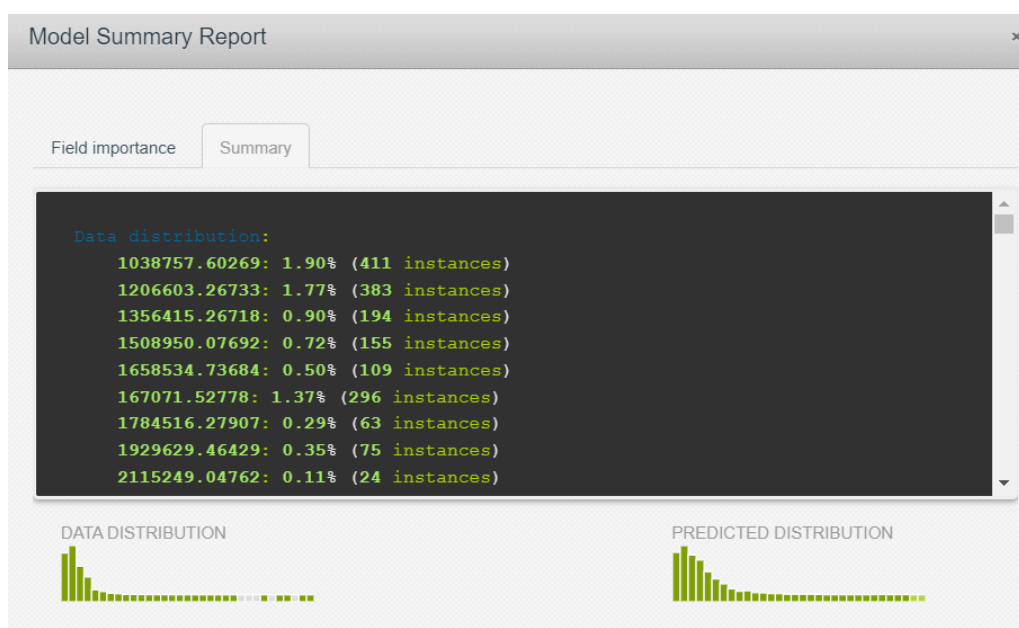 Model Summary Report
×
Field importance
Summary
Data distribution:
1038757.60269: 1.90% (411 instances)
1206603.26733: 1.77% (383 instances)
1356415.26718: 0.90% (194 instances)
1508950.07692: 0.72% (155 instances)
1658534.73684: 0.50% (109 instances)
167071.52778: 1.37% (296 instances)
1784516.27907: 0.29% (63 instances)
1929629.46429: 0.35% (75 instances)
2115249.04762: 0.11% (24 instances)
DATA DISTRIBUTION
PREDICTED DISTRIBUTION